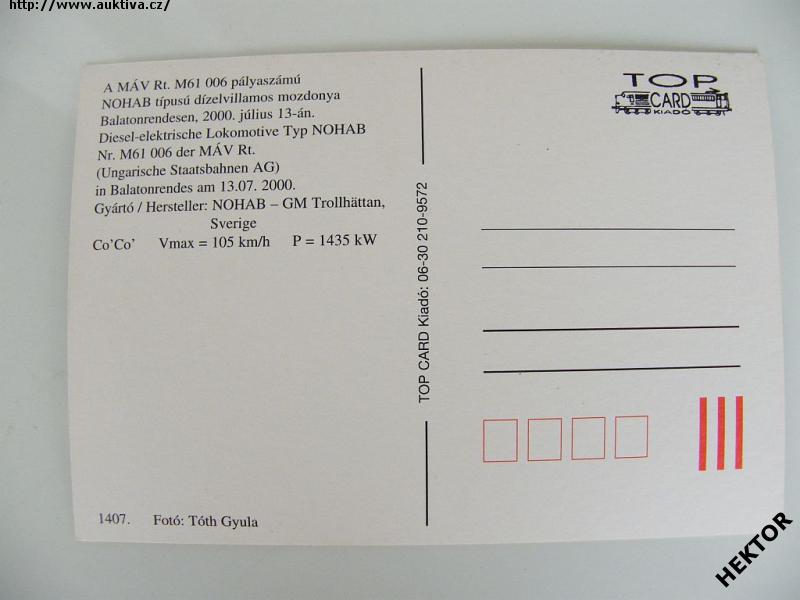 http://www.auktiva.cz/
A MÁV Rt. M61 006 pályaszámú
NOHAB típusú dízelvillamos mozdonya
Balatonrendesen, 2000. július 13-án.
Diesel-elektrische Lokomotive Typ NOHAB
Nr. M61 006 der MÁV Rt.
(Ungarische Staatsbahnen AG)
in Balatonrendes am 13.07. 2000.
Gyártó / Hersteller: NOHAB – GM Trollhättan,
Sverige
Co'Co' Vmax = 105 km/h P = 1435 kW
1407. Fotó: Tóth Gyula
TOP CARD Kiadó: 06-30 210-9572
TOP
CARD
KIADÓ
HEKTOR